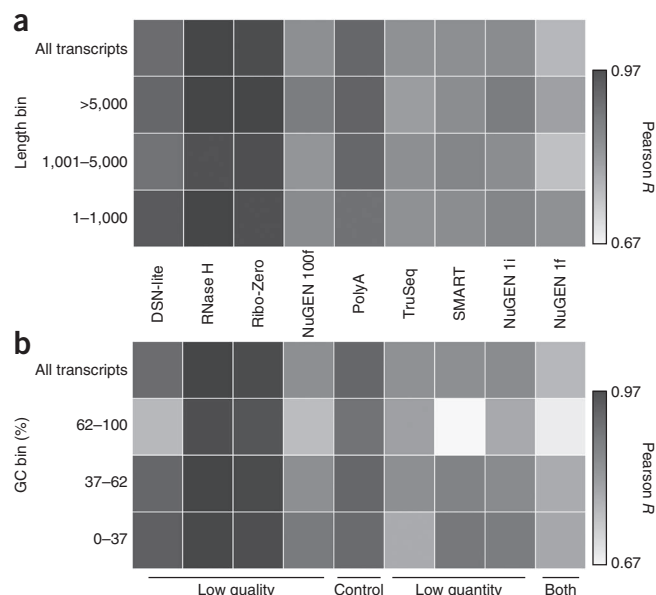 a
All transcripts
>5,000
1,001–5,000
1–1,000
Length bin
0.97
Pearson R
0.67
DSN-lite
RNase H
Ribo-Zero
NuGEN 100f
PolyA
TruSeq
SMART
NuGEN 1i
NuGEN 1f
b
All transcripts
62–100
37–62
0–37
GC bin (%)
0.97
Pearson R
0.67
Low quality
Control
Low quantity
Both